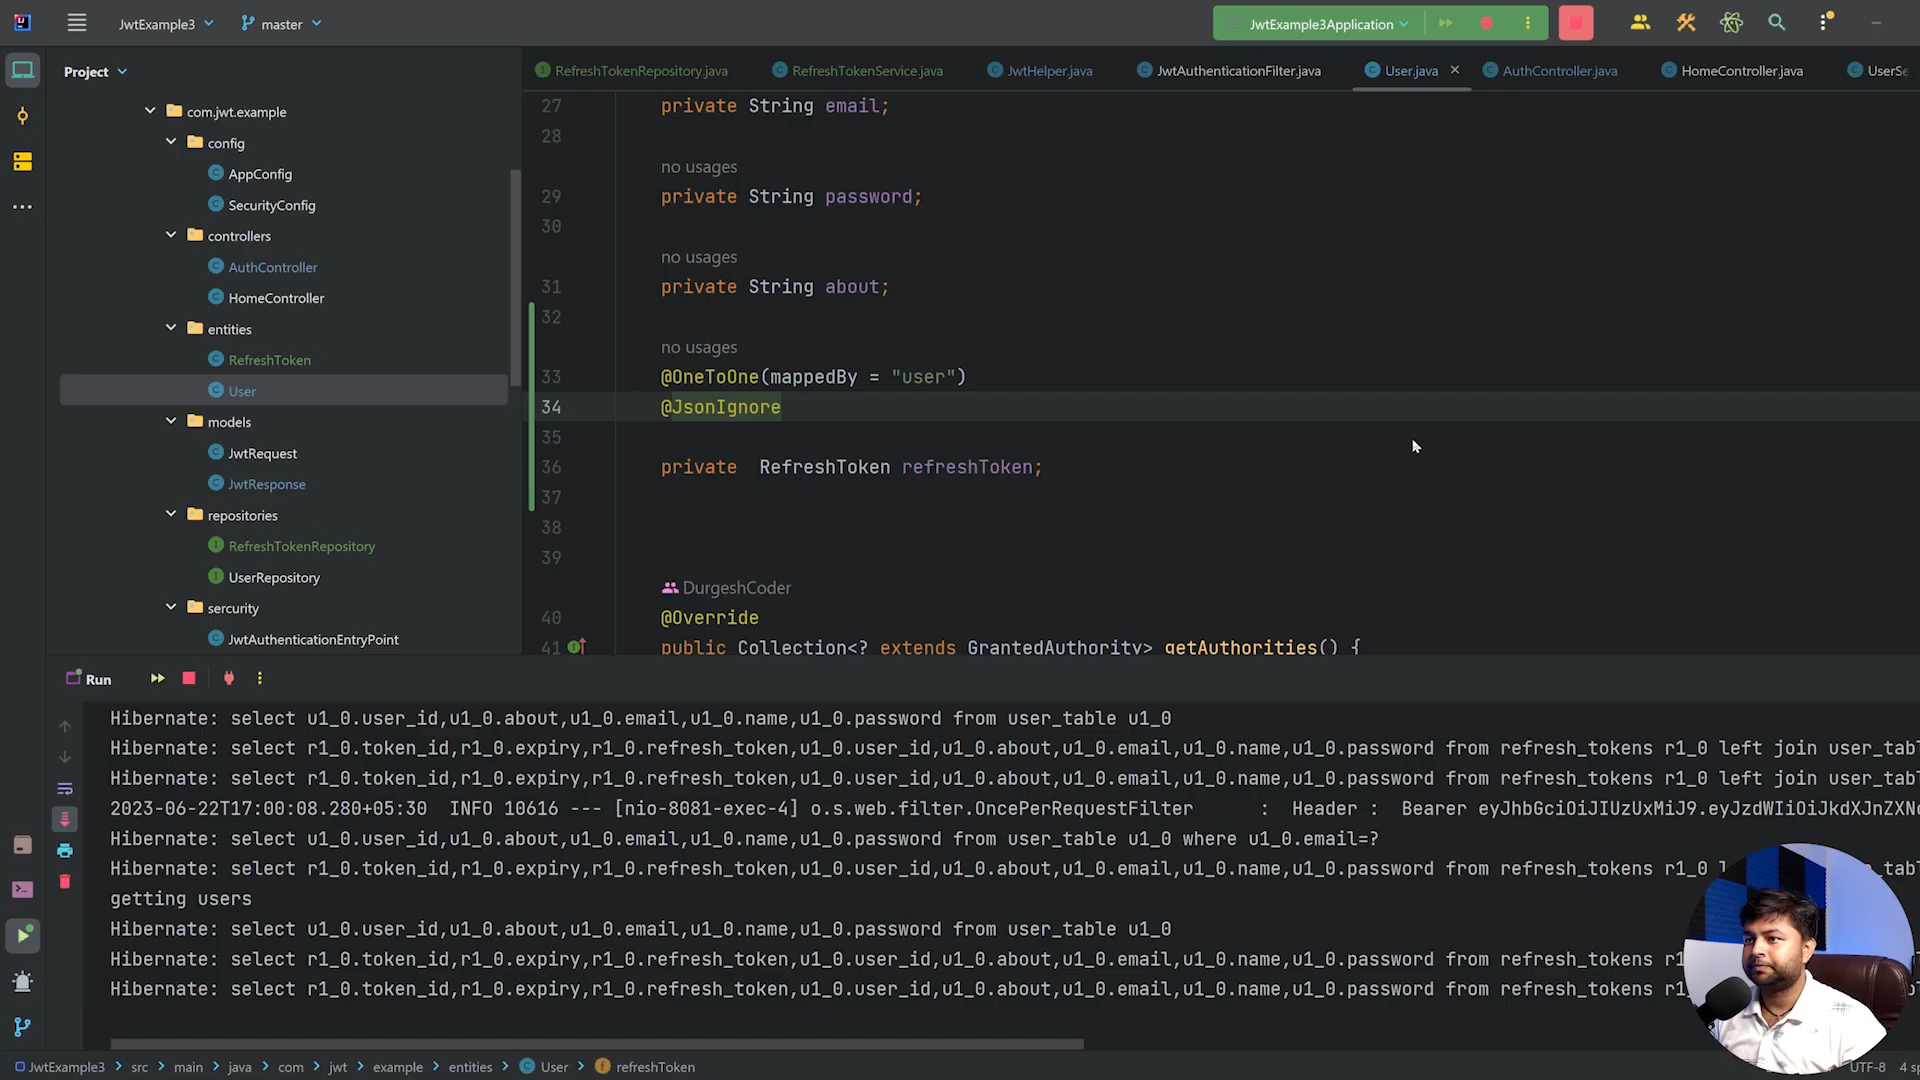 JwtExample3
master
JwtExample3Application
Project
RefreshTokenRepository.java
RefreshTokenService.java
JwtHelper.java
JwtAuthenticationFilter.java
User.java
AuthController.java
HomeController.java
UserSe
com.jwt.example
config
AppConfig
SecurityConfig
controllers
AuthController
HomeController
entities
RefreshToken
User
models
JwtRequest
JwtResponse
repositories
RefreshTokenRepository
UserRepository
sercurity
JwtAuthenticationEntryPoint
27 private String email;
28
no usages
29 private String password;
30
no usages
31 private String about;
32
no usages
33 @OneToOne(mappedBy = "user")
34 @JsonIgnore
35
36 private  RefreshToken refreshToken;
37
38
39
DurgeshCoder
40 @Override
41 public Collection<? extends GrantedAuthority> getAuthorities() {
Run
Hibernate: select u1_0.user_id,u1_0.about,u1_0.email,u1_0.name,u1_0.password from user_table u1_0
Hibernate: select r1_0.token_id,r1_0.expiry,r1_0.refresh_token,u1_0.user_id,u1_0.about,u1_0.email,u1_0.name,u1_0.password from refresh_tokens r1_0 left join user_tabl
Hibernate: select r1_0.token_id,r1_0.expiry,r1_0.refresh_token,u1_0.user_id,u1_0.about,u1_0.email,u1_0.name,u1_0.password from refresh_tokens r1_0 left join user_tabl
2023-06-22T17:00:08.280+05:30  INFO 10616 --- [nio-8081-exec-4] o.s.web.filter.OncePerRequestFilter      :  Header :  Bearer eyJhbGciOiJIUzUxMiJ9.eyJzdWIiOiJkdXJnZXNo
Hibernate: select u1_0.user_id,u1_0.about,u1_0.email,u1_0.name,u1_0.password from user_table u1_0 where u1_0.email=?
Hibernate: select r1_0.token_id,r1_0.expiry,r1_0.refresh_token,u1_0.user_id,u1_0.about,u1_0.email,u1_0.name,u1_0.password from refresh_tokens r1_0
getting users
Hibernate: select u1_0.user_id,u1_0.about,u1_0.email,u1_0.name,u1_0.password from user_table u1_0
Hibernate: select r1_0.token_id,r1_0.expiry,r1_0.refresh_token,u1_0.user_id,u1_0.about,u1_0.email,u1_0.name,u1_0.password from refresh_tokens
Hibernate: select r1_0.token_id,r1_0.expiry,r1_0.refresh_token,u1_0.user_id,u1_0.about,u1_0.email,u1_0.name,u1_0.password from refresh_tokens
JwtExample3 > src > main > java > com > jwt > example > entities > User > refreshToken
UTF-8 4 sp